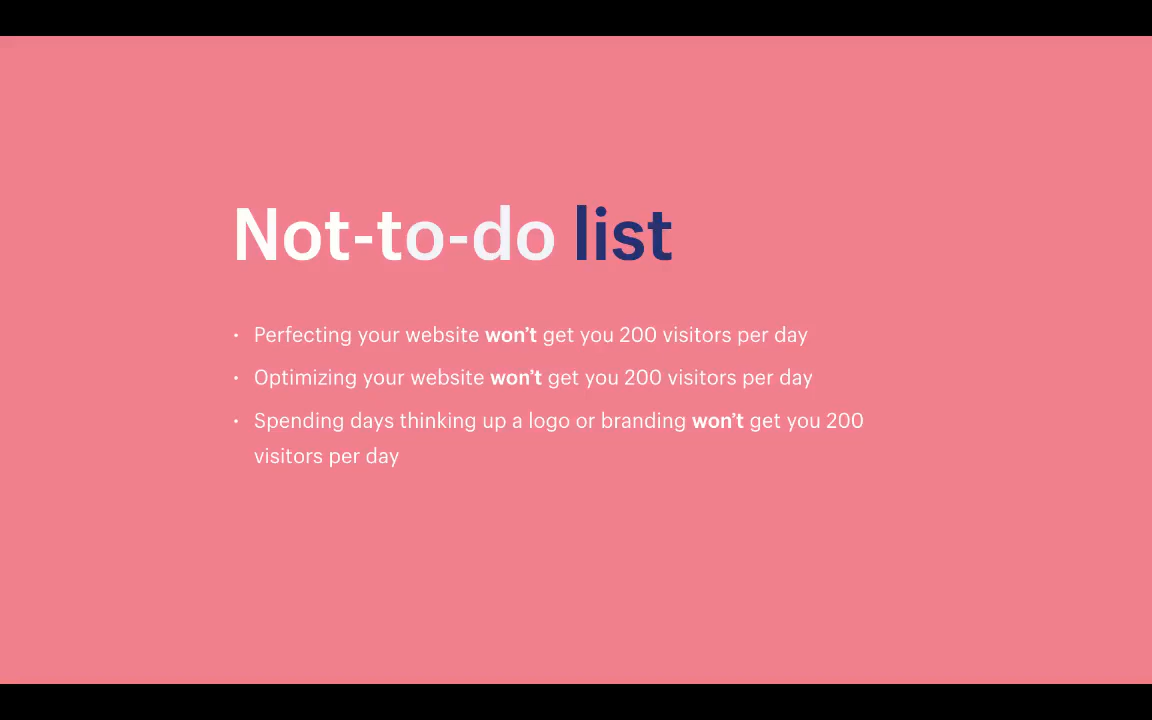 Not-to-do list
• Perfecting your website won't get you 200 visitors per day
• Optimizing your website won't get you 200 visitors per day
• Spending days thinking up a logo or branding won't get you 200
visitors per day